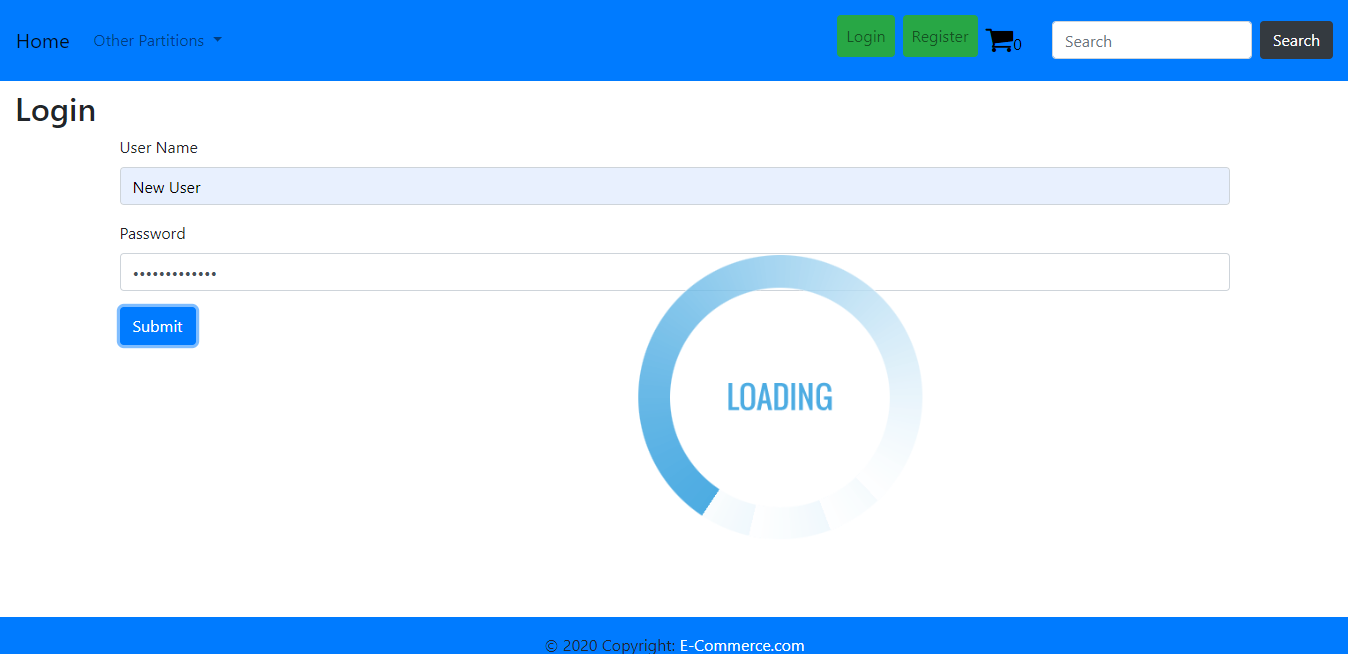 Home Other Partitions Login Register 0 Search Search
Login
User Name
New User
Password
•••••••••••••
Submit
LOADING
© 2020 Copyright: E-Commerce.com